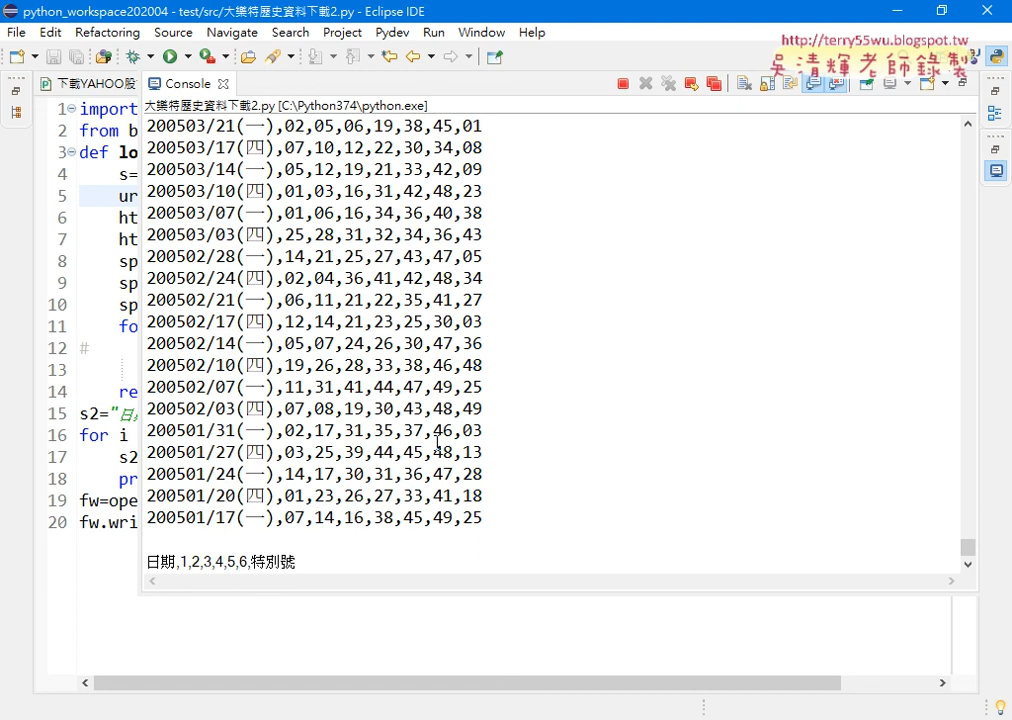 python_workspace202004 - test/src/大樂特歷史資料下載2.py - Eclipse IDE
File Edit Refactoring Source Navigate Search Project Pydev Run Window Help
http://terry55wu.blogspot.tw
吳清輝老師錄製
下載YAHOO股
Console
大樂特歷史資料下載2.py [C:\Python374\python.exe]
1 import
2 from b
3 def lo
4 s=
5 ur
6 ht
7 ht
8 sp
9 sp
10 sp
11 fo
12 #
13
14 re
15 s2="日
16 for i
17 s2
18 pr
19 fw=ope
20 fw.wri
200503/21(一),02,05,06,19,38,45,01
200503/17(四),07,10,12,22,30,34,08
200503/14(一),05,12,19,21,33,42,09
200503/10(四),01,03,16,31,42,48,23
200503/07(一),01,06,16,34,36,40,38
200503/03(四),25,28,31,32,34,36,43
200502/28(一),14,21,25,27,43,47,05
200502/24(四),02,04,36,41,42,48,34
200502/21(一),06,11,21,22,35,41,27
200502/17(四),12,14,21,23,25,30,03
200502/14(一),05,07,24,26,30,47,36
200502/10(四),19,26,28,33,38,46,48
200502/07(一),11,31,41,44,47,49,25
200502/03(四),07,08,19,30,43,48,49
200501/31(一),02,17,31,35,37,46,03
200501/27(四),03,25,39,44,45,48,13
200501/24(一),14,17,30,31,36,47,28
200501/20(四),01,23,26,27,33,41,18
200501/17(一),07,14,16,38,45,49,25
日期,1,2,3,4,5,6,特別號